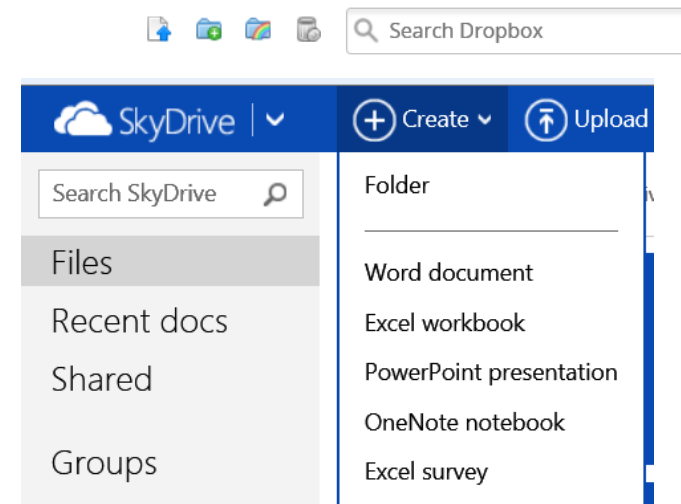 Search Dropbox
SkyDrive Create Upload
Search SkyDrive
Files
Recent docs
Shared
Groups
Folder
Word document
Excel workbook
PowerPoint presentation
OneNote notebook
Excel survey